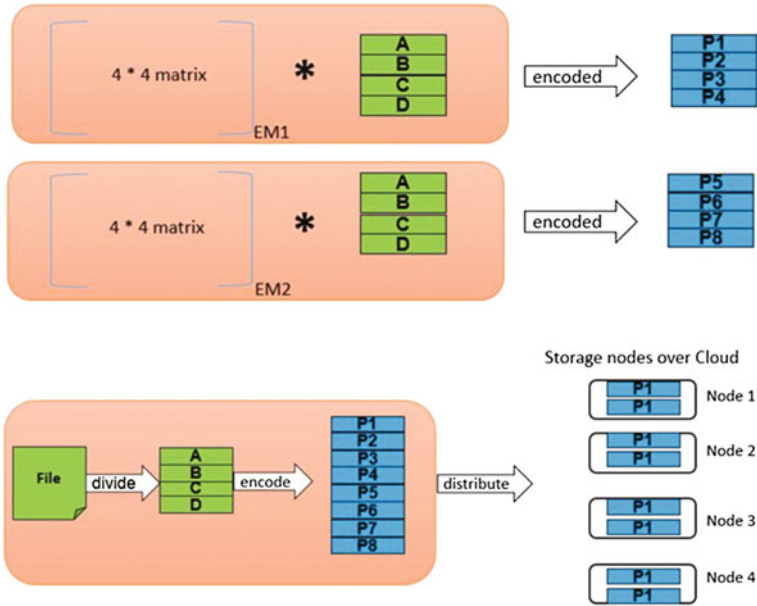 4 * 4 matrix
*
A
B
C
D
EM1
encoded
P1
P2
P3
P4
4 * 4 matrix
*
A
B
C
D
EM2
encoded
P5
P6
P7
P8
Storage nodes over Cloud
File
divide
A
B
C
D
encode
P1
P2
P3
P4
P5
P6
P7
P8
distribute
P1
P1
Node 1
P1
P1
Node 2
P1
P1
Node 3
P1
P1
Node 4